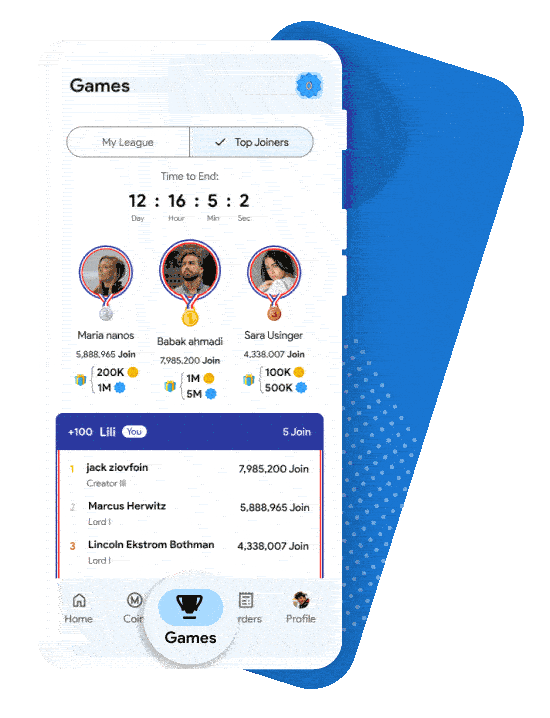 Games
My League
Top Joiners
Time to End:
12 : 16 : 5 : 2
Day Hour Min Sec
Maria nanos
5,888,965 Join
200K
1M
Babak ahmadi
7,985,200 Join
1M
5M
Sara Usinger
4,338,007 Join
100K
500K
+100 Lili You 5 Join
1 jack ziovfoin 7,985,200 Join
Creator III
2 Marcus Herwitz 5,888,965 Join
Lord I
3 Lincoln Ekstrom Bothman 4,338,007 Join
Lord I
Home
Coi
Games
rders
Profile